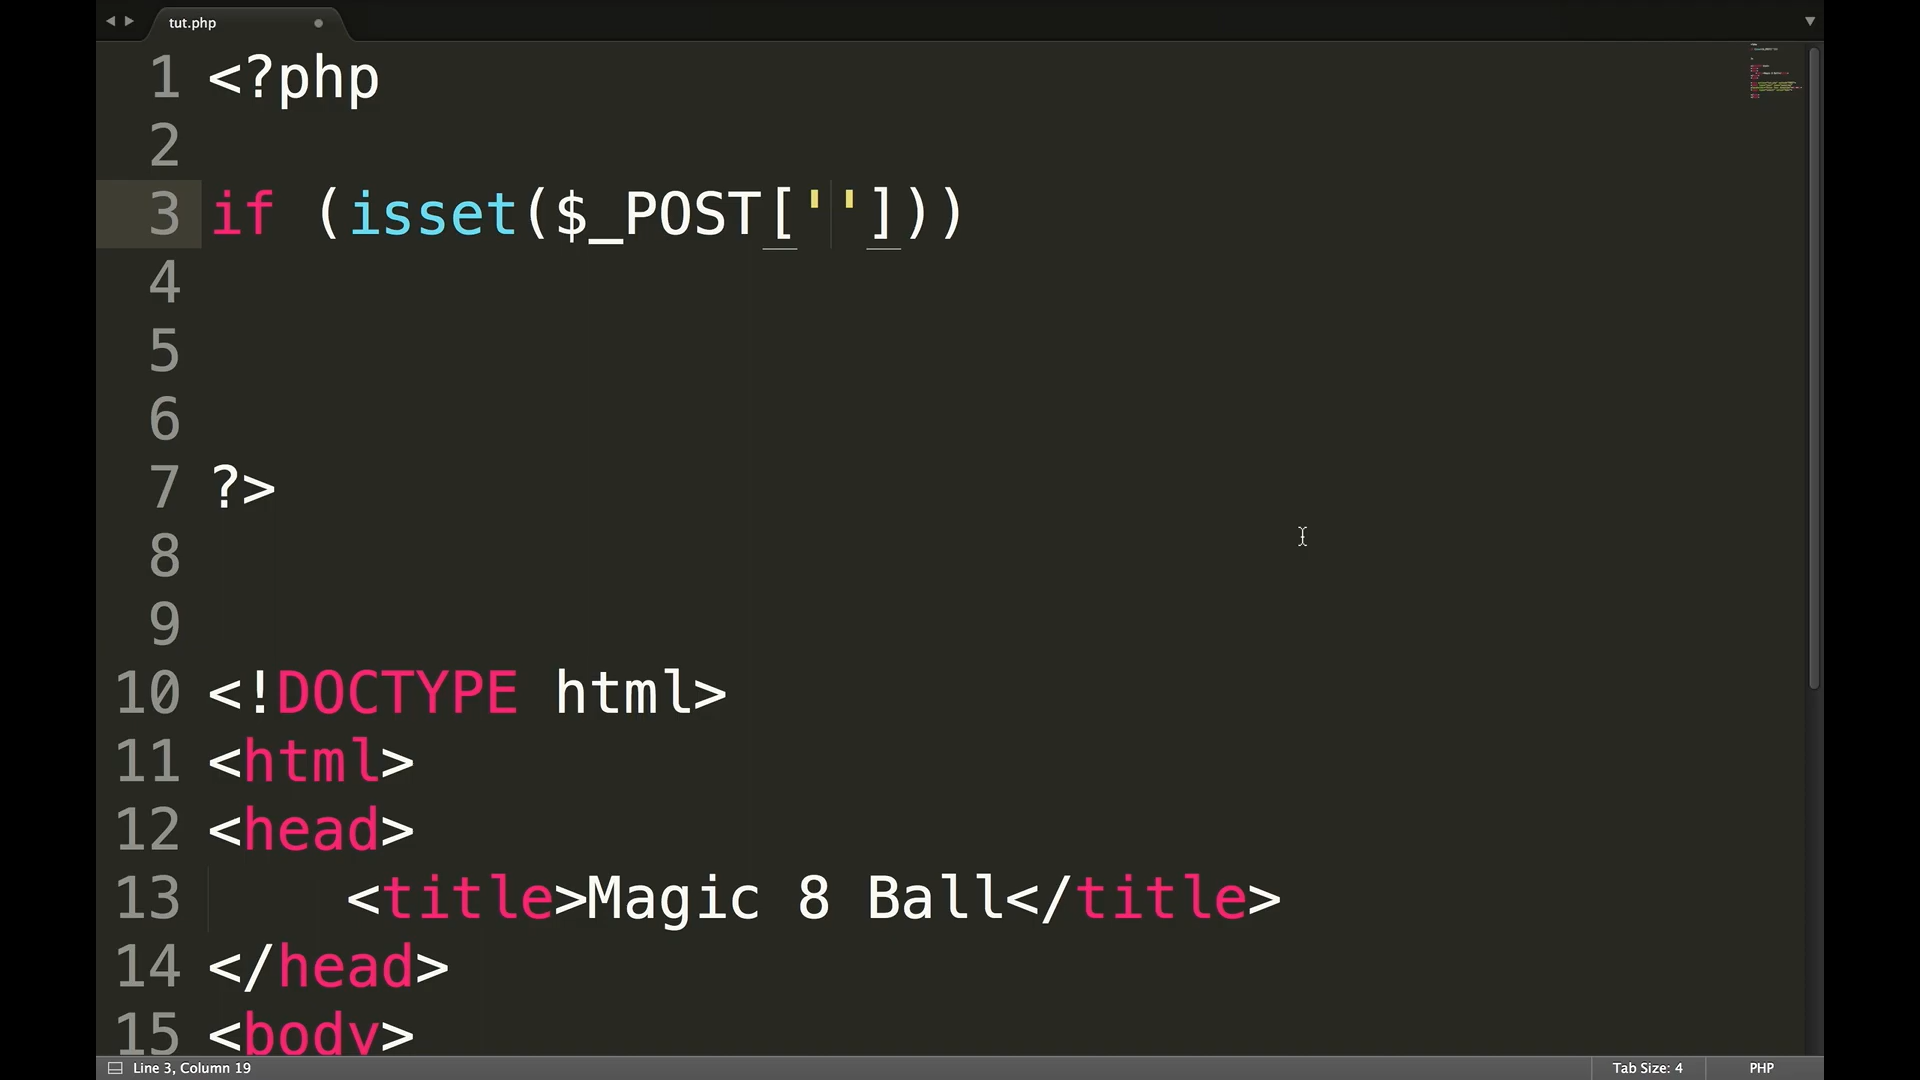 tut.php
1 <?php
2
3 if (isset($_POST['']))
4
5
6
7 ?>
8
9
10 <!DOCTYPE html>
11 <html>
12 <head>
13     <title>Magic 8 Ball</title>
14 </head>
15 <body>
Line 3, Column 19 Tab Size: 4 PHP